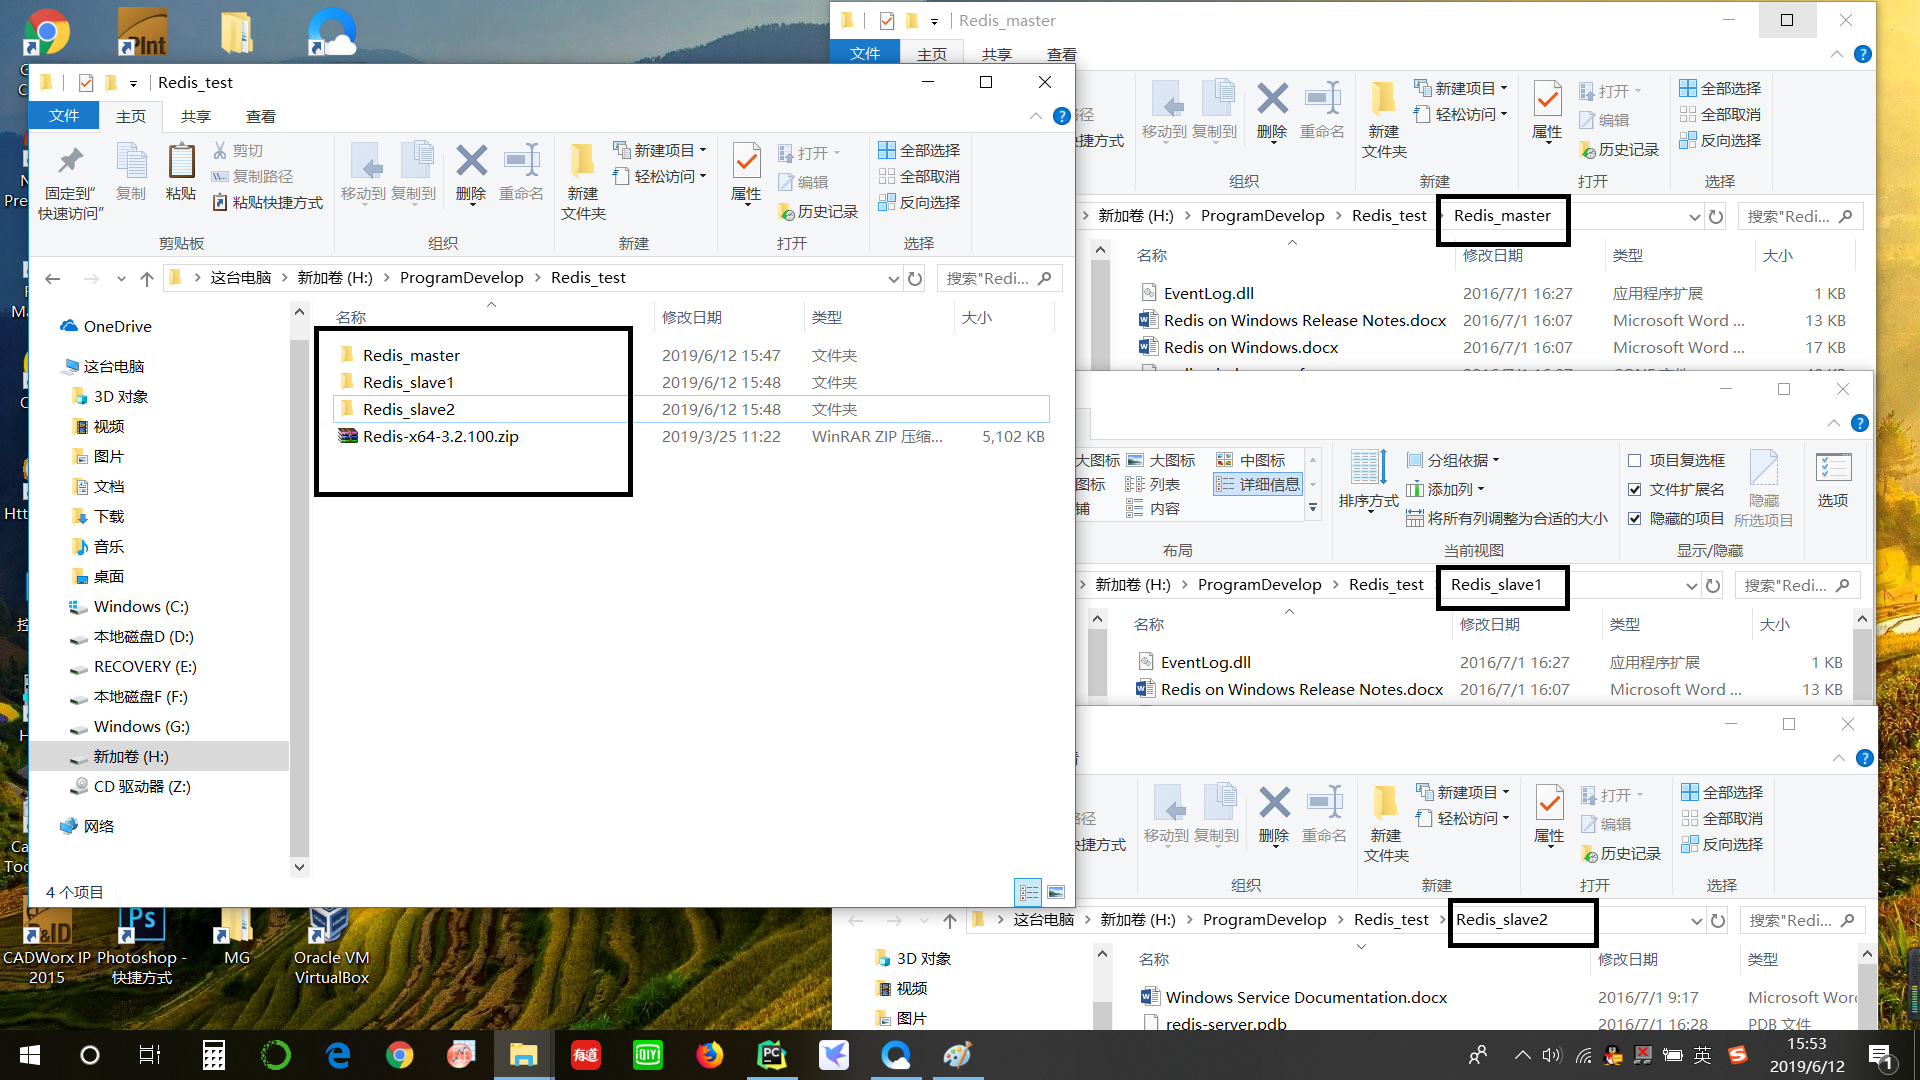 Redis_test
文件 主页 共享 查看
固定到"快速访问"
复制
粘贴
剪切
复制路径
粘贴快捷方式
剪贴板
移动到 复制到 删除 重命名
组织
新建文件夹
新建项目
轻松访问
新建
属性
打开
编辑
历史记录
打开
全部选择
全部取消
反向选择
选择
这台电脑 新加卷 (H:) ProgramDevelop Redis_test
搜索"Redi...
OneDrive
这台电脑
3D 对象
视频
图片
文档
下载
音乐
桌面
Windows (C:)
本地磁盘D (D:)
RECOVERY (E:)
本地磁盘F (F:)
Windows (G:)
新加卷 (H:)
CD 驱动器 (Z:)
网络
名称 修改日期 类型 大小
Redis_master 2019/6/12 15:47 文件夹
Redis_slave1 2019/6/12 15:48 文件夹
Redis_slave2 2019/6/12 15:48 文件夹
Redis-x64-3.2.100.zip 2019/3/25 11:22 WinRAR ZIP 压缩... 5,102 KB
4 个项目
Redis_master
文件 主页 共享 查看
径
快捷方式
移动到 复制到 删除 重命名
组织
新建文件夹
新建项目
轻松访问
新建
属性
打开
编辑
历史记录
打开
全部选择
全部取消
反向选择
选择
新加卷 (H:) ProgramDevelop Redis_test Redis_master
搜索"Redi...
名称 修改日期 类型 大小
EventLog.dll 2016/7/1 16:27 应用程序扩展 1 KB
Redis on Windows Release Notes.docx 2016/7/1 16:07 Microsoft Word ... 13 KB
Redis on Windows.docx 2016/7/1 16:07 Microsoft Word ... 17 KB
大图标 大图标 中图标
图标 列表 详细信息
铺 内容
布局
排序方式
分组依据
添加列
将所有列调整为合适的大小
当前视图
项目复选框
文件扩展名
隐藏的项目
隐藏所选项目
显示/隐藏
选项
新加卷 (H:) ProgramDevelop Redis_test Redis_slave1
搜索"Redi...
名称 修改日期 类型 大小
EventLog.dll 2016/7/1 16:27 应用程序扩展 1 KB
Redis on Windows Release Notes.docx 2016/7/1 16:07 Microsoft Word ... 13 KB
径
快捷方式
移动到 复制到 删除 重命名
组织
新建文件夹
新建项目
轻松访问
新建
属性
打开
编辑
历史记录
打开
全部选择
全部取消
反向选择
选择
这台电脑 新加卷 (H:) ProgramDevelop Redis_test Redis_slave2
搜索"Redi...
3D 对象
视频
图片
名称 修改日期 类型
Windows Service Documentation.docx 2016/7/1 9:17 Microsoft Word
redis-server.pdb 2016/7/1 16:28 PDB 文件
CADWorx IP 2015
Photoshop - 快捷方式
MG
Oracle VM VirtualBox
英
15:53
2019/6/12
1